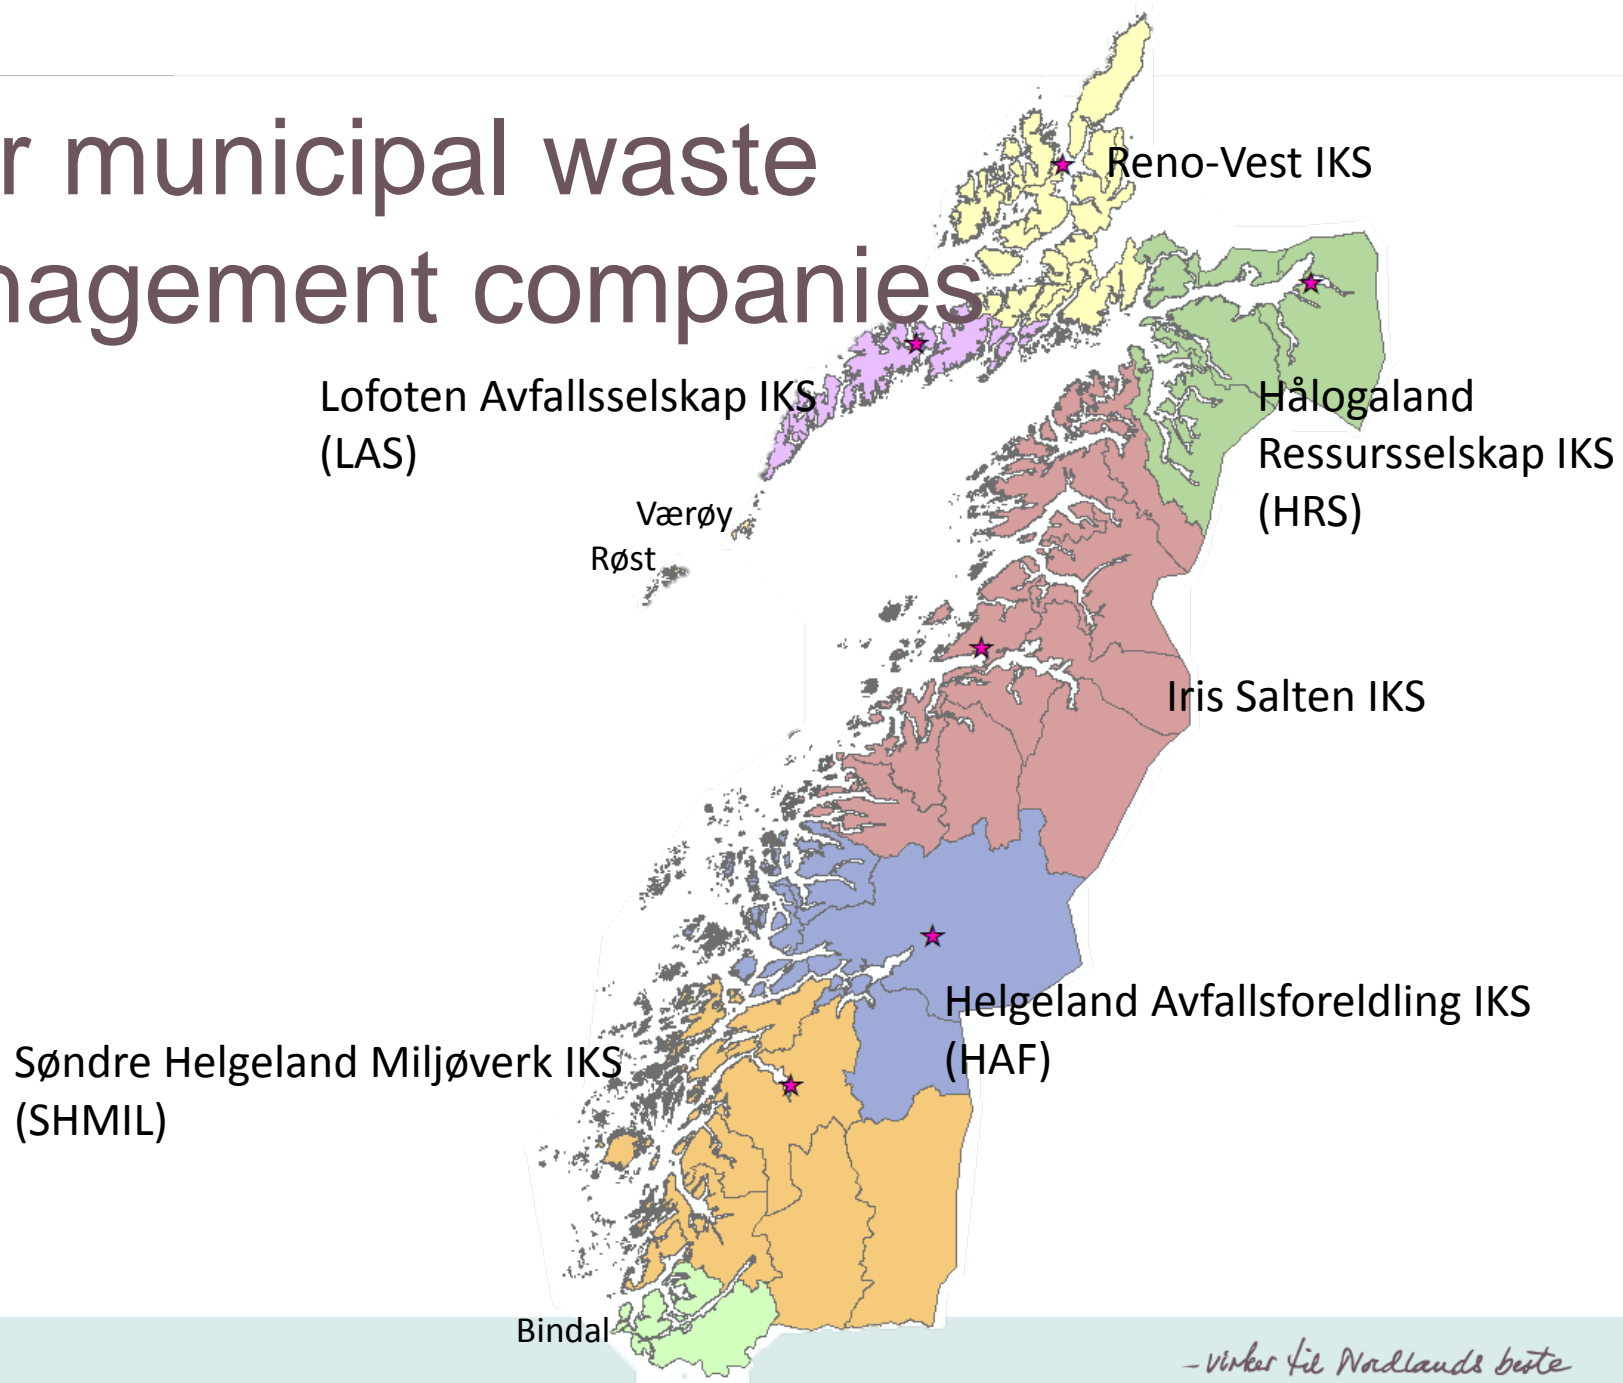 r municipal waste
nagement companies
Reno-Vest IKS
Lofoten Avfallsselskap IKS
(LAS)
Hålogaland
Ressursselskap IKS
(HRS)
Værøy
Røst
Iris Salten IKS
Helgeland Avfallsforeldling IKS
(HAF)
Søndre Helgeland Miljøverk IKS
(SHMIL)
Bindal
– virker til Nordlands beste